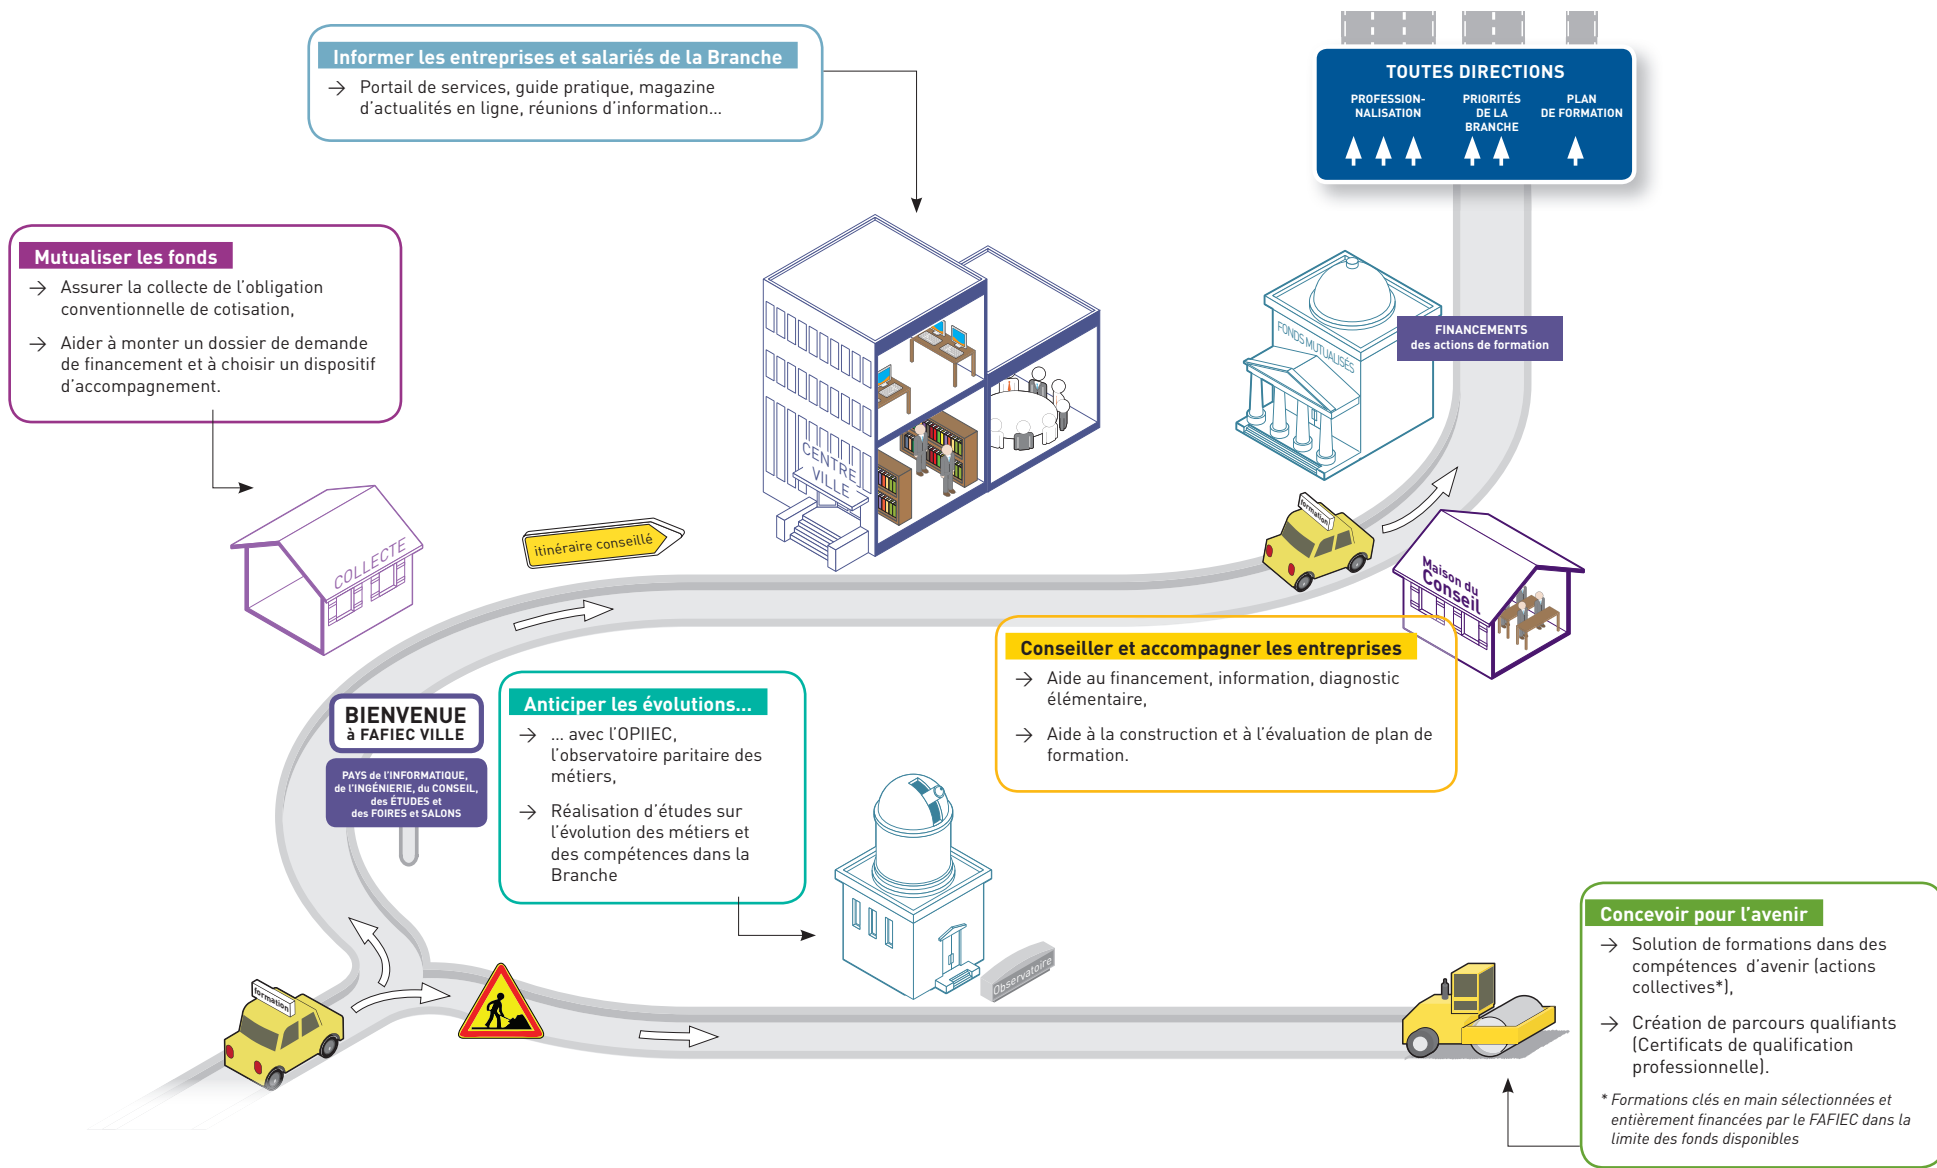 Informer les entreprises et salariés de la Branche
→ Portail de services, guide pratique, magazine
d’actualités en ligne, réunions d’information...
TOUTES DIRECTIONS
PROFESSION-
NALISATION
PRIORITÉS
DE LA
BRANCHE
PLAN
DE FORMATION
Mutualiser les fonds
→ Assurer la collecte de l’obligation
conventionnelle de cotisation,
→ Aider à monter un dossier de demande
de financement et à choisir un dispositif
d’accompagnement.
FONDS MUTUALISÉS
FINANCEMENTS
des actions de formation
CENTRE
VILLE
COLLECTE
itinéraire conseillé
formation
Maison du
Conseil
Conseiller et accompagner les entreprises
→ Aide au financement, information, diagnostic
élémentaire,
→ Aide à la construction et à l’évaluation de plan de
formation.
BIENVENUE
à FAFIEC VILLE
PAYS de l’INFORMATIQUE,
de l’INGÉNIERIE, du CONSEIL,
des ÉTUDES et
des FOIRES et SALONS
Anticiper les évolutions...
→ ... avec l’OPIIEC,
l’observatoire paritaire des
métiers,
→ Réalisation d’études sur
l’évolution des métiers et
des compétences dans la
Branche
Observatoire
formation
Concevoir pour l’avenir
→ Solution de formations dans des
compétences d’avenir (actions
collectives*),
→ Création de parcours qualifiants
(Certificats de qualification
professionnelle).
* Formations clés en main sélectionnées et
entièrement financées par le FAFIEC dans la
limite des fonds disponibles